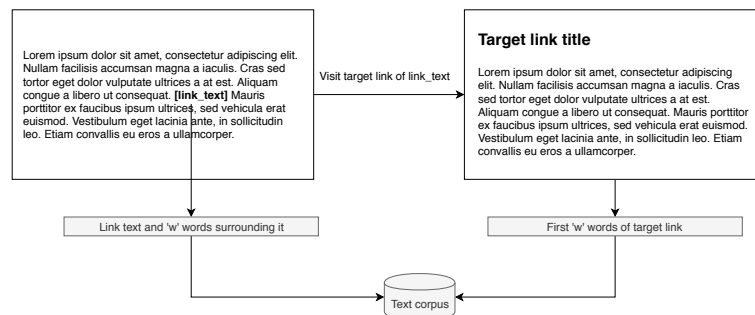 Lorem ipsum dolor sit amet, consectetur adipiscing elit.
Nullam facilisis accumsan magna a iaculis. Cras sed
tortor eget dolor vulputate ultrices a at est. Aliquam
congue a libero ut consequat. [link_text] Mauris
porttitor ex faucibus ipsum ultrices, sed vehicula erat
euismod. Vestibulum eget lacinia ante, in sollicitudin
leo. Etiam convallis eu eros a ullamcorper.
Visit target link of link_text
Target link title
Lorem ipsum dolor sit amet, consectetur adipiscing
elit. Nullam facilisis accumsan magna a iaculis. Cras
sed tortor eget dolor vulputate ultrices a at est.
Aliquam congue a libero ut consequat. Mauris porttitor
ex faucibus ipsum ultrices, sed vehicula erat euismod.
Vestibulum eget lacinia ante, in sollicitudin leo. Etiam
convallis eu eros a ullamcorper.
Link text and 'w' words surrounding it
First 'w' words of target link
Text corpus